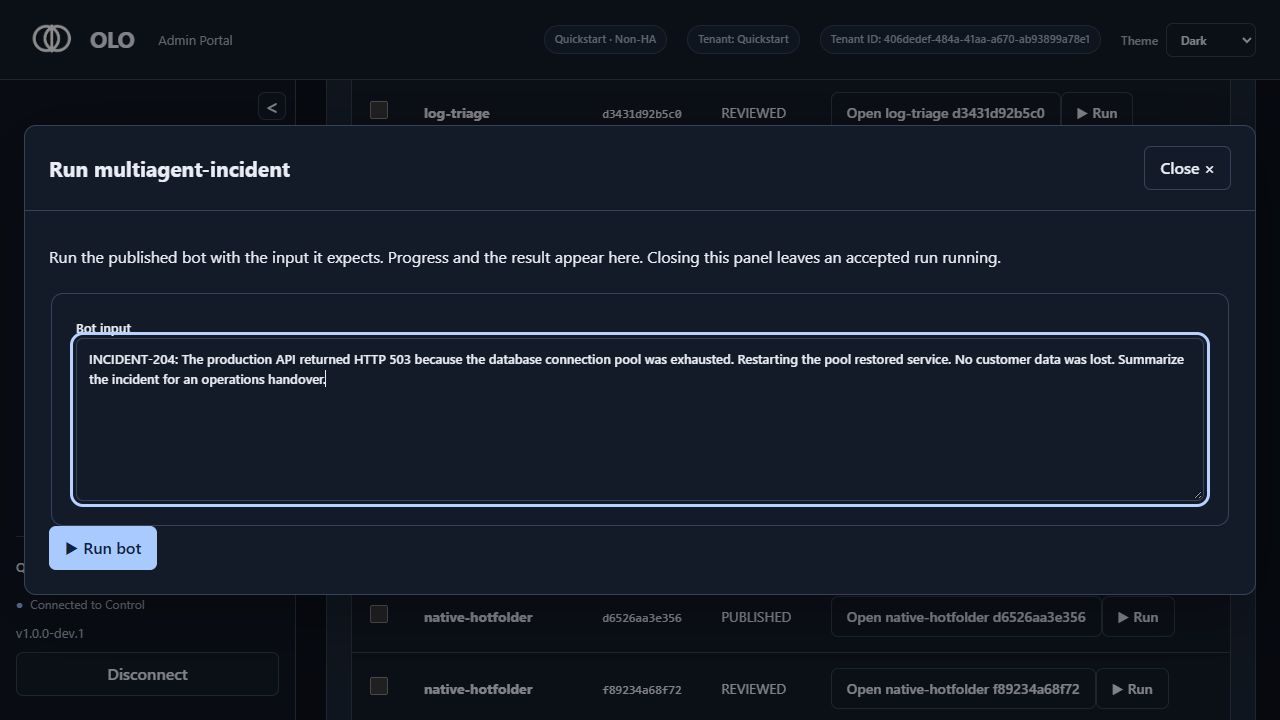 OLO
Admin Portal
Quickstart · Non-HA
Tenant: Quickstart
Tenant ID: 406dedef-484a-41aa-a670-ab93899a78e1
Theme
Dark
<
log-triage
d3431d92b5c0
REVIEWED
Open log-triage d3431d92b5c0
▶ Run
Run multiagent-incident
Close ×
Run the published bot with the input it expects. Progress and the result appear here. Closing this panel leaves an accepted run running.
Bot input
INCIDENT-204: The production API returned HTTP 503 because the database connection pool was exhausted. Restarting the pool restored service. No customer data was lost. Summarize
the incident for an operations handover.
▶ Run bot
Connected to Control
v1.0.0-dev.1
Disconnect
native-hotfolder
d6526aa3e356
PUBLISHED
Open native-hotfolder d6526aa3e356
▶ Run
native-hotfolder
f89234a68f72
REVIEWED
Open native-hotfolder f89234a68f72
▶ Run